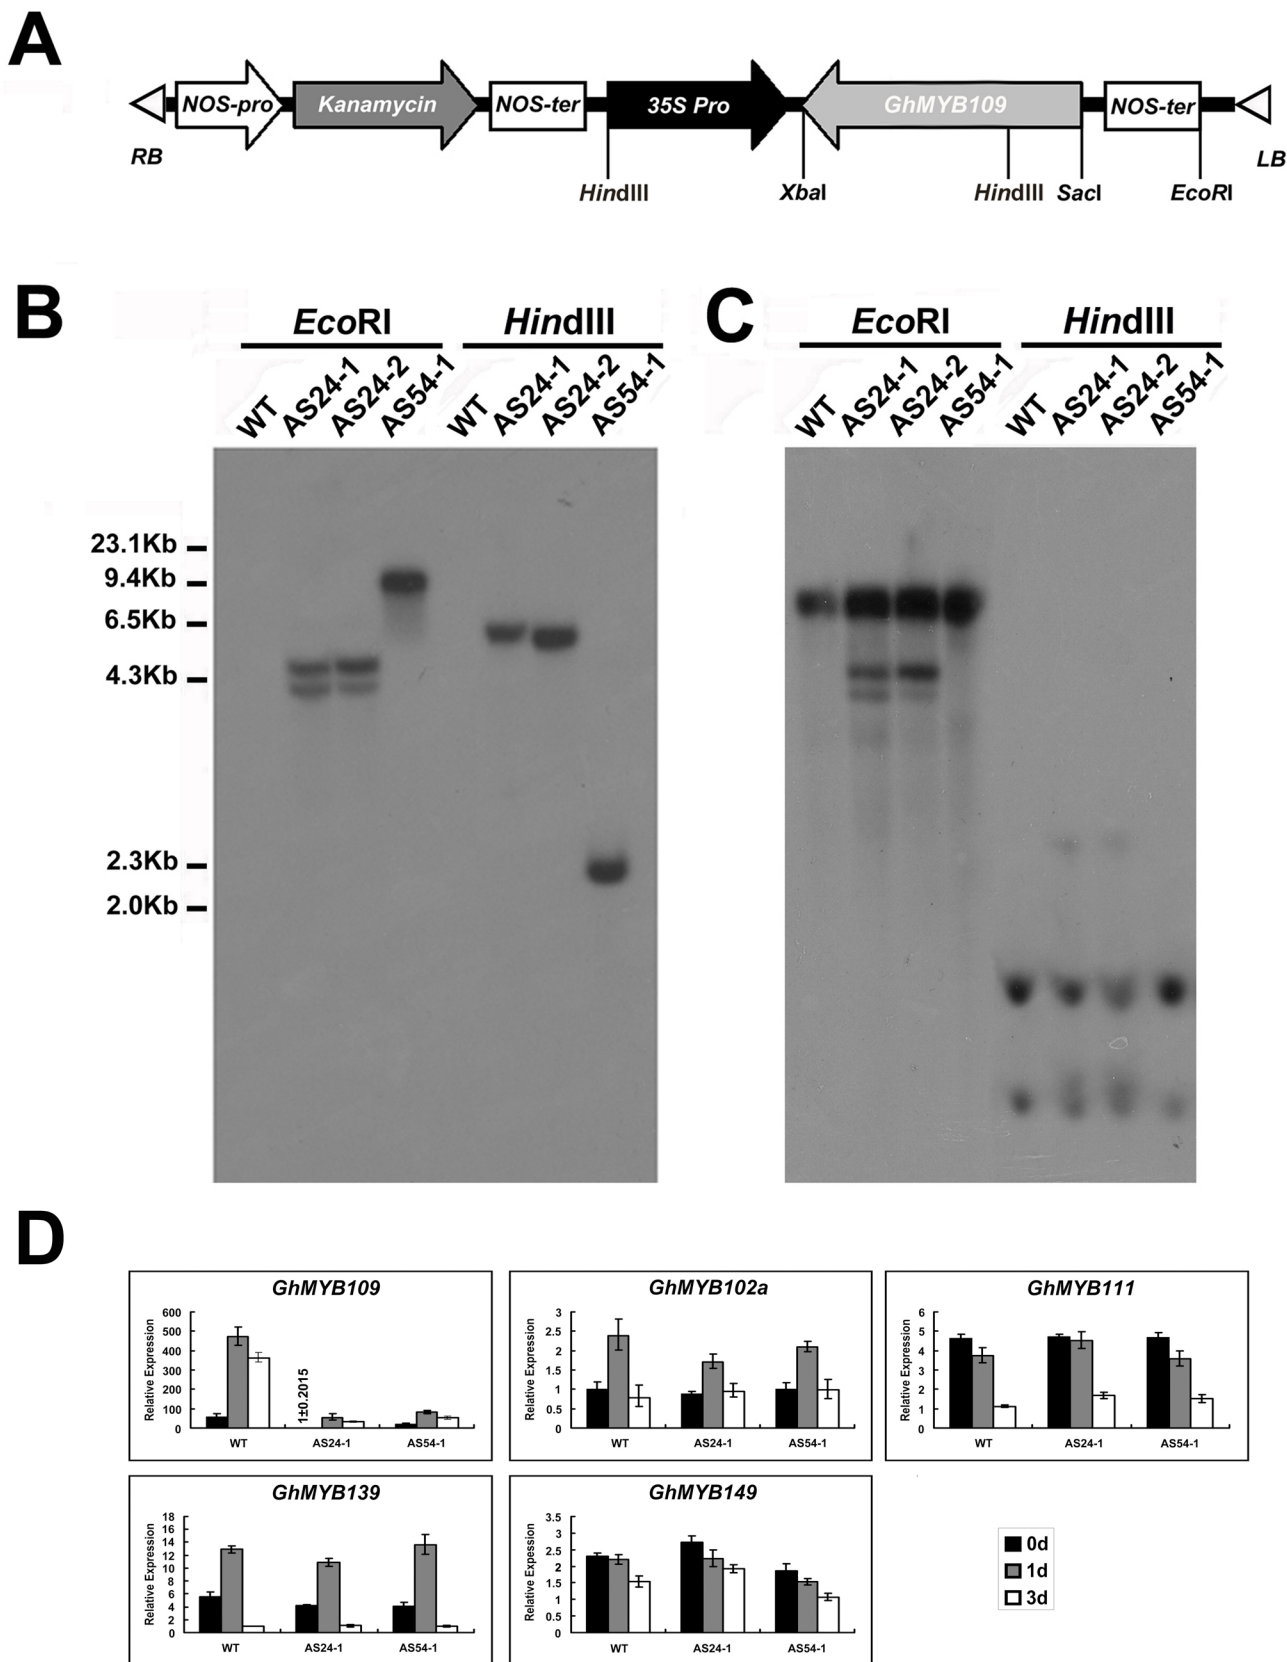 A
NOS-pro Kanamycin NOS-ter 35S Pro GhMYB109 NOS-ter
RB LB
HindIII XbaI HindIII SacI EcoRI
B C
EcoRI HindIII EcoRI HindIII
WT AS24-1 AS24-2 AS54-1 WT AS24-1 AS24-2 AS54-1 WT AS24-1 AS24-2 AS54-1 WT AS24-1 AS24-2 AS54-1
23.1Kb
9.4Kb
6.5Kb
4.3Kb
2.3Kb
2.0Kb
D
GhMYB109
Relative Expression
600
500
400
300
200
100
0
1±0.2015
WT AS24-1 AS54-1
GhMYB102a
Relative Expression
3
2.5
2
1.5
1
0.5
0
WT AS24-1 AS54-1
GhMYB111
Relative Expression
6
5
4
3
2
1
0
WT AS24-1 AS54-1
GhMYB139
Relative Expression
18
16
14
12
10
8
6
4
2
0
WT AS24-1 AS54-1
GhMYB149
Relative Expession
3.5
3
2.5
2
1.5
1
0.5
0
WT AS24-1 AS54-1
0d
1d
3d